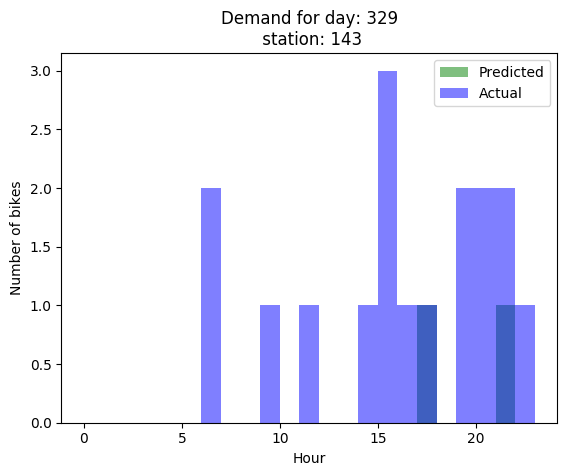 Demand for day: 329
station: 143
Predicted
Actual
Number of bikes
3.0
2.5
2.0
1.5
1.0
0.5
0.0
0
5
10
15
20
Hour